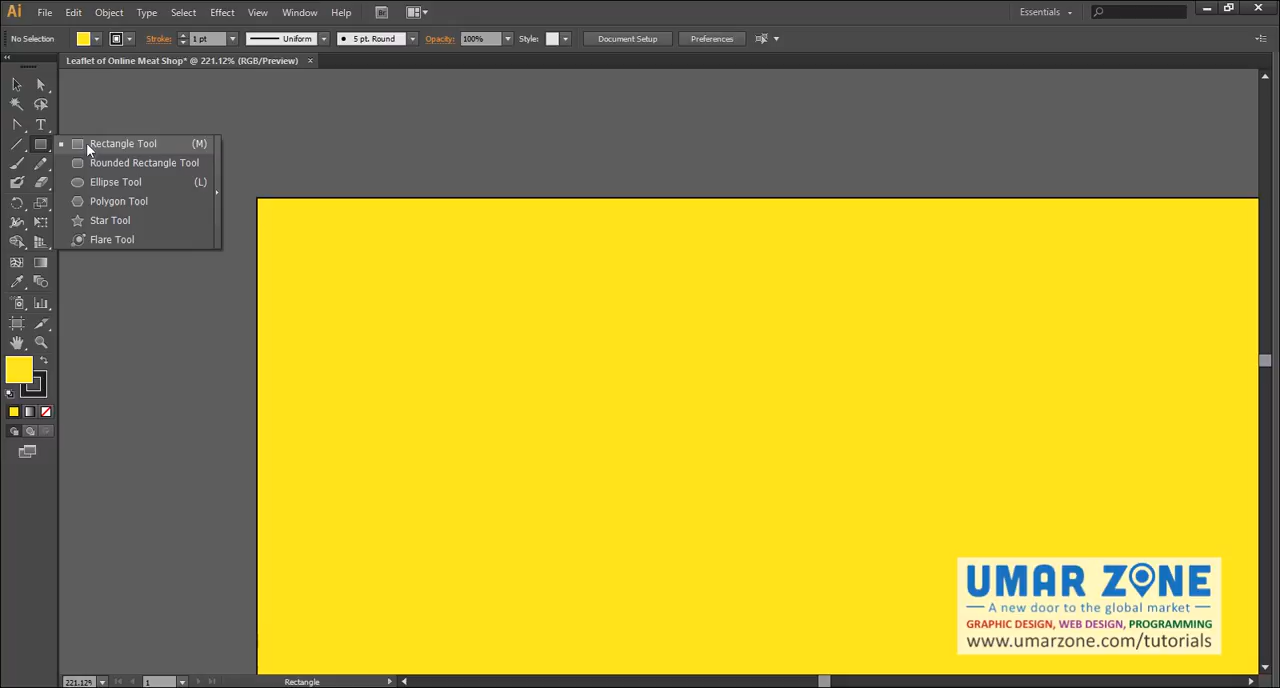 Ai File Edit Object Type Select Effect View Window Help Br Essentials
No Selection Stroke: 1 pt Uniform 5 pt. Round Opacity: 100% Style: Document Setup Preferences
Leaflet of Online Meat Shop* @ 221.12% (RGB/Preview) ×
T
Rectangle Tool (M)
Rounded Rectangle Tool
Ellipse Tool (L)
Polygon Tool
Star Tool
Flare Tool
UMAR ZONE
A new door to the global market
GRAPHIC DESIGN, WEB DESIGN, PROGRAMMING
www.umarzone.com/tutorials
221.12% 1 Rectangle